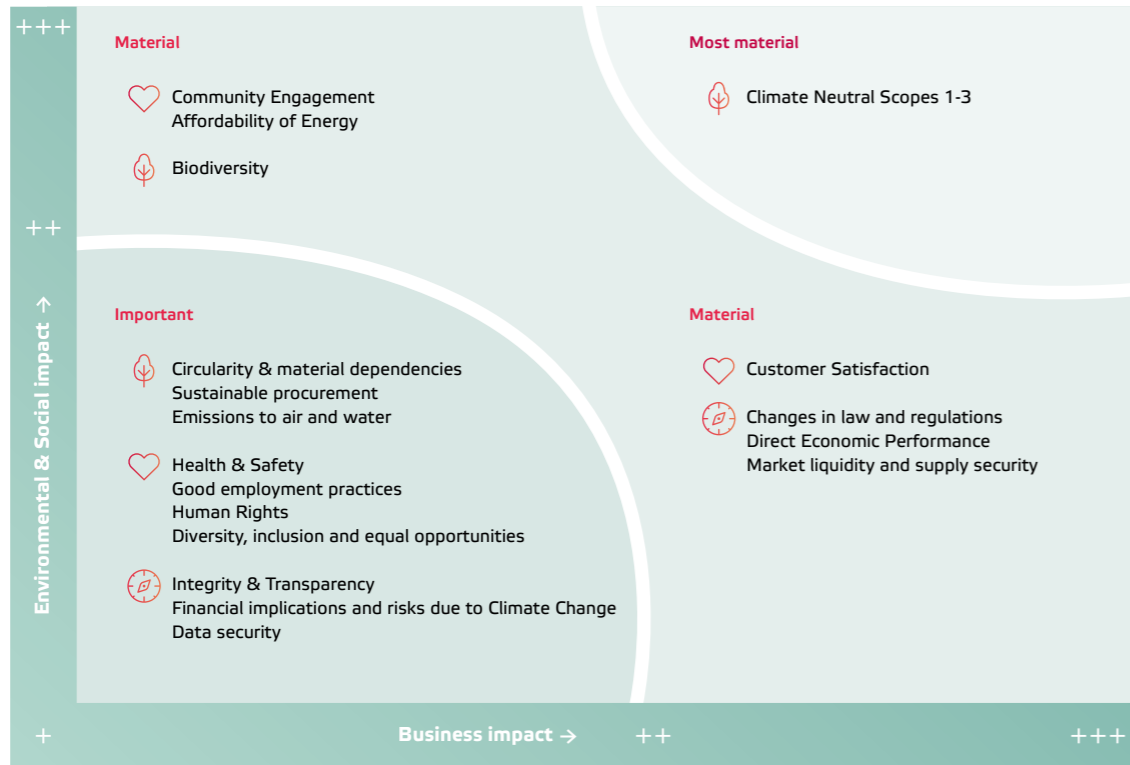 +++
Material
Community Engagement
Affordability of Energy
Biodiversity
Most material
Climate Neutral Scopes 1-3
++
Environmental & Social impact →
Important
Circularity & material dependencies
Sustainable procurement
Emissions to air and water
Health & Safety
Good employment practices
Human Rights
Diversity, inclusion and equal opportunities
Integrity & Transparency
Financial implications and risks due to Climate Change
Data security
Material
Customer Satisfaction
Changes in law and regulations
Direct Economic Performance
Market liquidity and supply security
+
Business impact →
++
+++